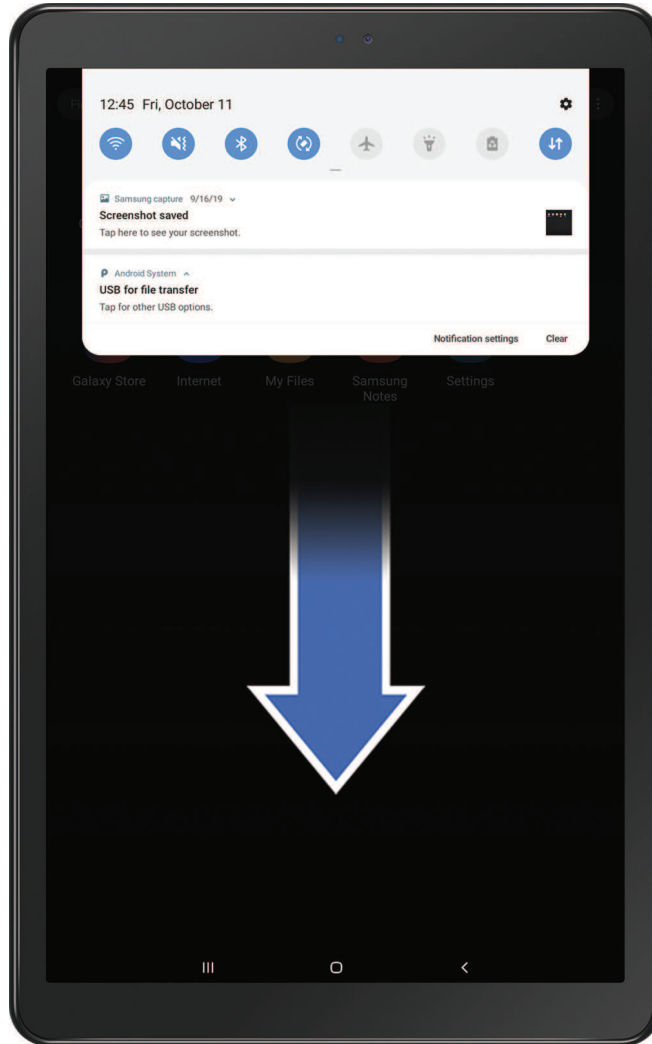 12:45 Fri, October 11
Samsung capture 9/16/19
Screenshot saved
Tap here to see your screenshot.
Android System
USB for file transfer
Tap for other USB options.
Notification settings Clear
Galaxy Store Internet My Files Samsung Notes Settings